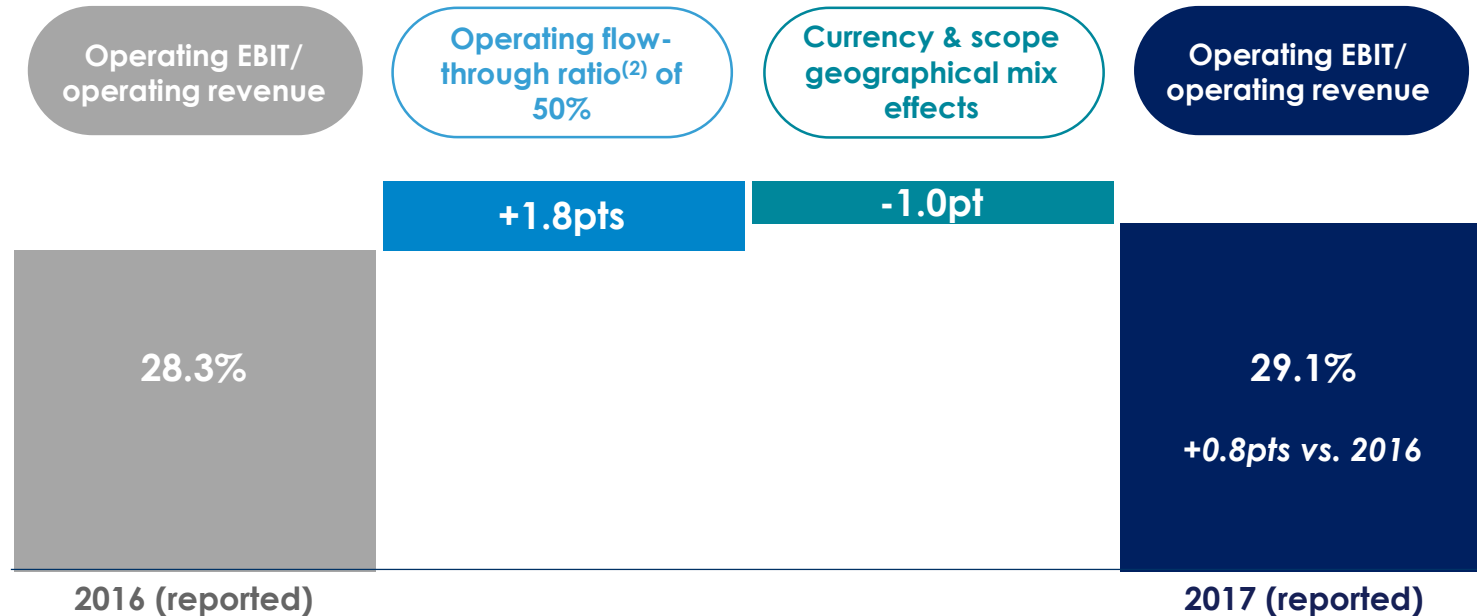 Operating EBIT/
operating revenue
Operating flow-
through ratio(2) of
50%
Currency & scope
geographical mix
effects
Operating EBIT/
operating revenue
+1.8pts
-1.0pt
28.3%
29.1%
+0.8pts vs. 2016
2016 (reported)
2017 (reported)